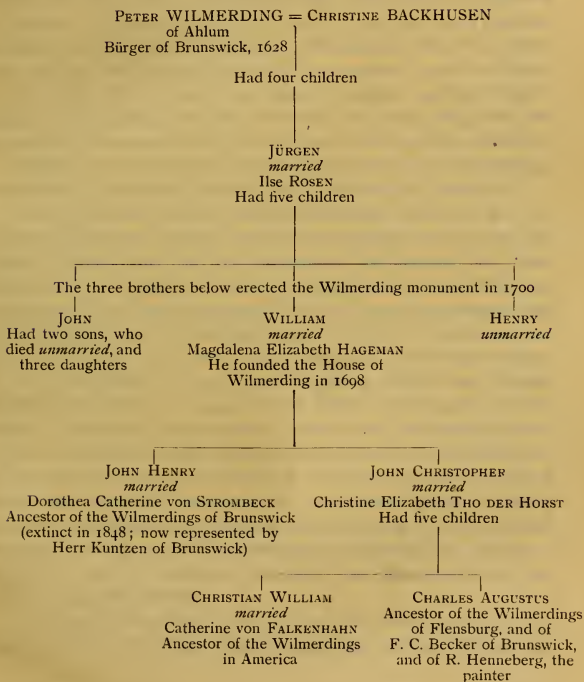 PETER WILMERDING = CHRISTINE BACKHUSEN
of Ahlum
Bürger of Brunswick, 1628
Had four children
JÜRGEN
married
Ilse ROSEN
Had five children
The three brothers below erected the Wilmerding monument in 1700
JOHN
Had two sons, who
died unmarried, and
three daughters
WILLIAM
married
Magdalena Elizabeth HAGEMAN
He founded the House of
Wilmerding in 1698
HENRY
unmarried
JOHN HENRY
married
Dorothea Catherine von STROMBECK
Ancestor of the Wilmerdings of Brunswick
(extinct in 1848; now represented by
Herr Kuntzen of Brunswick)
JOHN CHRISTOPHER
married
Christine Elizabeth THO DER HORST
Had five children
CHRISTIAN WILLIAM
married
Catherine von FALKENHAHN
Ancestor of the Wilmerdings
in America
CHARLES AUGUSTUS
Ancestor of the Wilmerdings
of Flensburg, and of
F. C. Becker of Brunswick,
and of R. Henneberg, the
painter